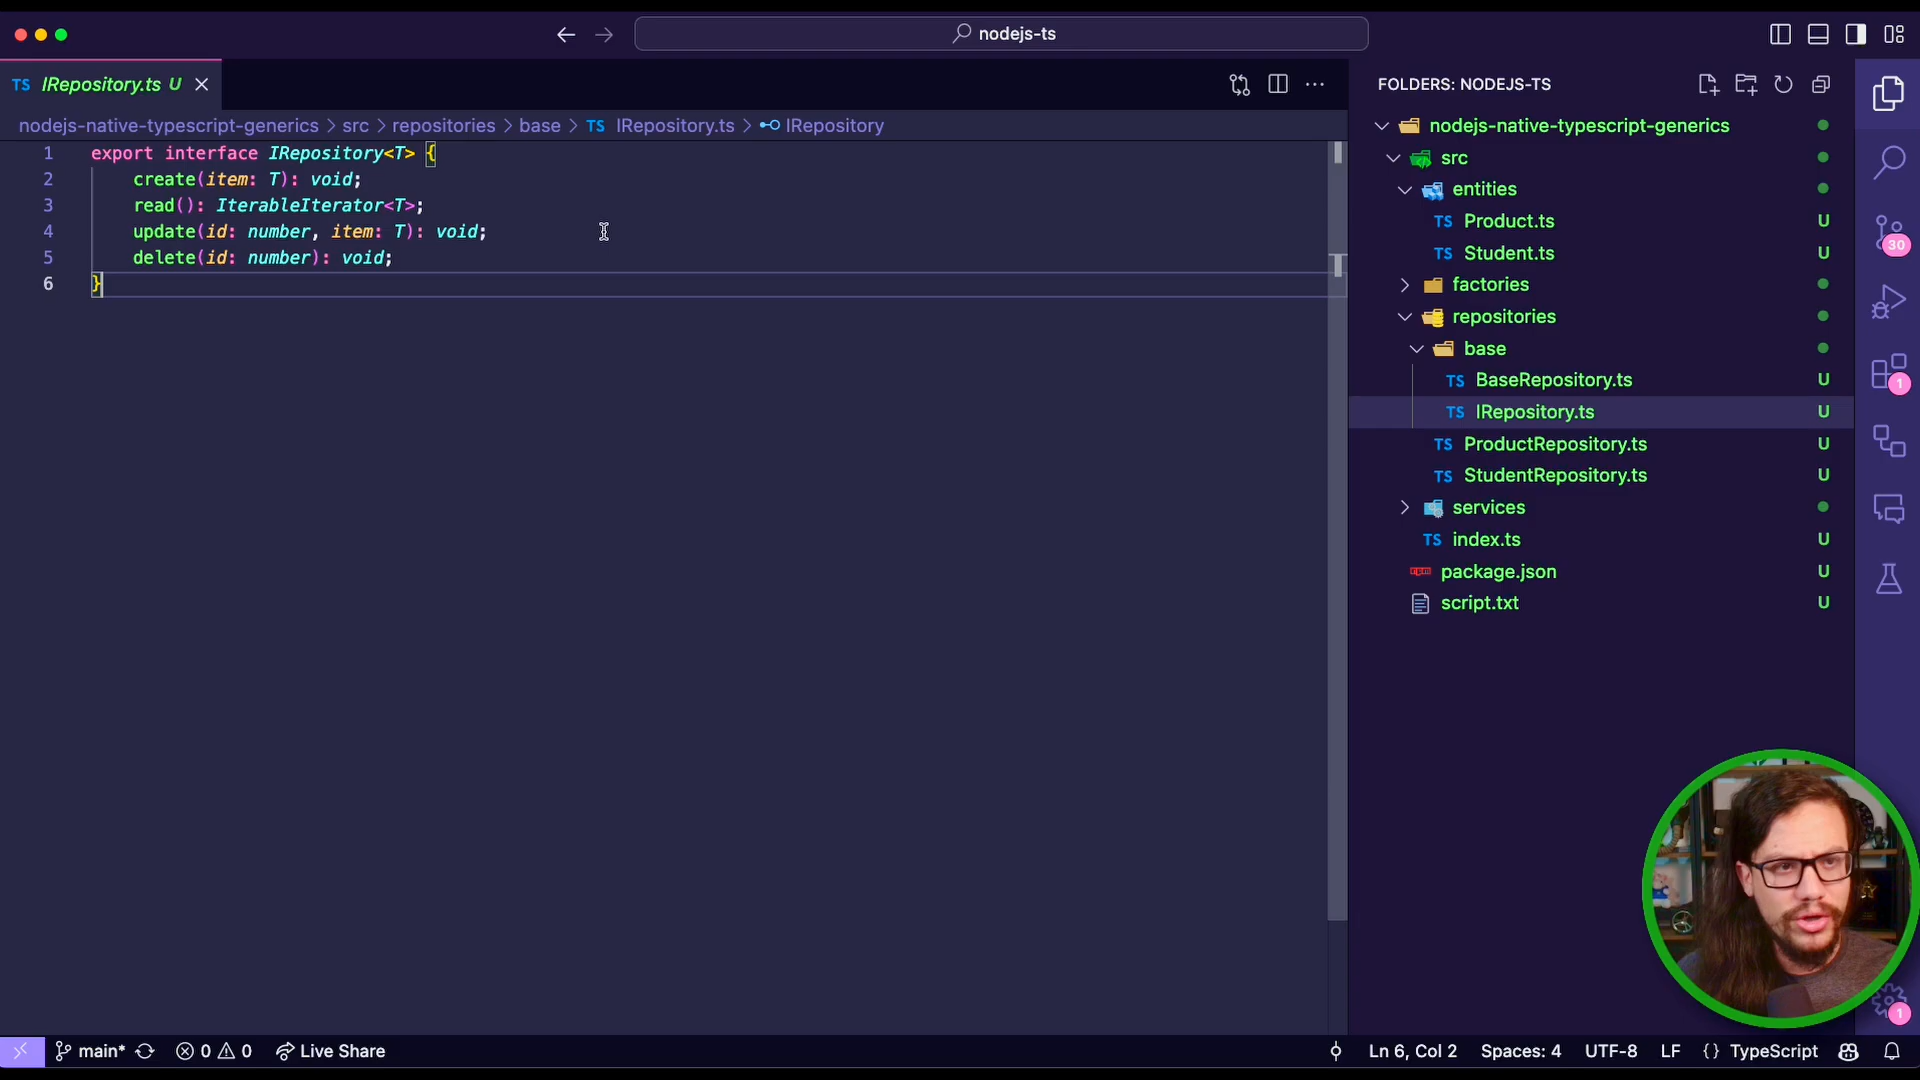 nodejs-ts
TS IRepository.ts U
FOLDERS: NODEJS-TS
nodejs-native-typescript-generics > src > repositories > base > TS IRepository.ts > IRepository
1 export interface IRepository<T> {
2 create(item: T): void;
3 read(): IterableIterator<T>;
4 update(id: number, item: T): void;
5 delete(id: number): void;
6 }
nodejs-native-typescript-generics
src
entities
TS Product.ts U
TS Student.ts U
factories
repositories
base
TS BaseRepository.ts U
TS IRepository.ts U
TS ProductRepository.ts U
TS StudentRepository.ts U
services
TS index.ts U
npm package.json U
script.txt U
30
1
1
main* 0 0 Live Share
Ln 6, Col 2 Spaces: 4 UTF-8 LF {} TypeScript